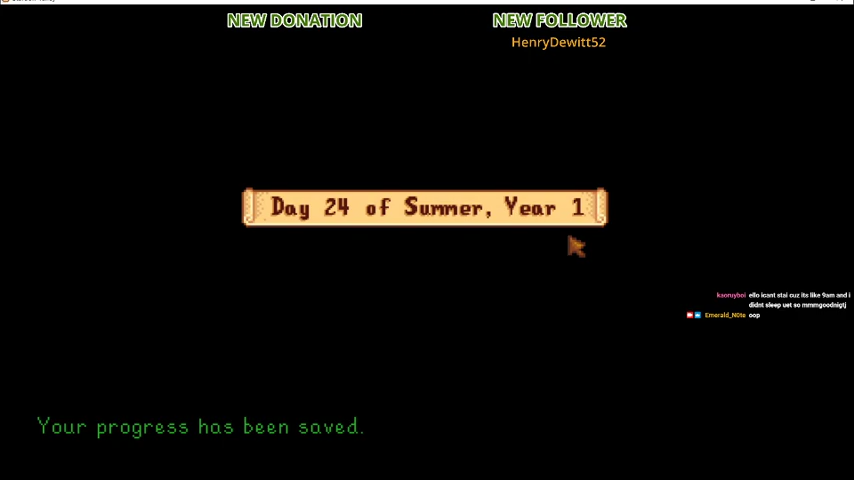 NEW DONATION
NEW FOLLOWER
HenryDewitt52
Day 24 of Summer, Year 1
kaoruyboi ello icant stai cuz its like 9am and i
didnt sleep uet so mmmgoodnigtj
Emerald_N0te oop
Your progress has been saved.